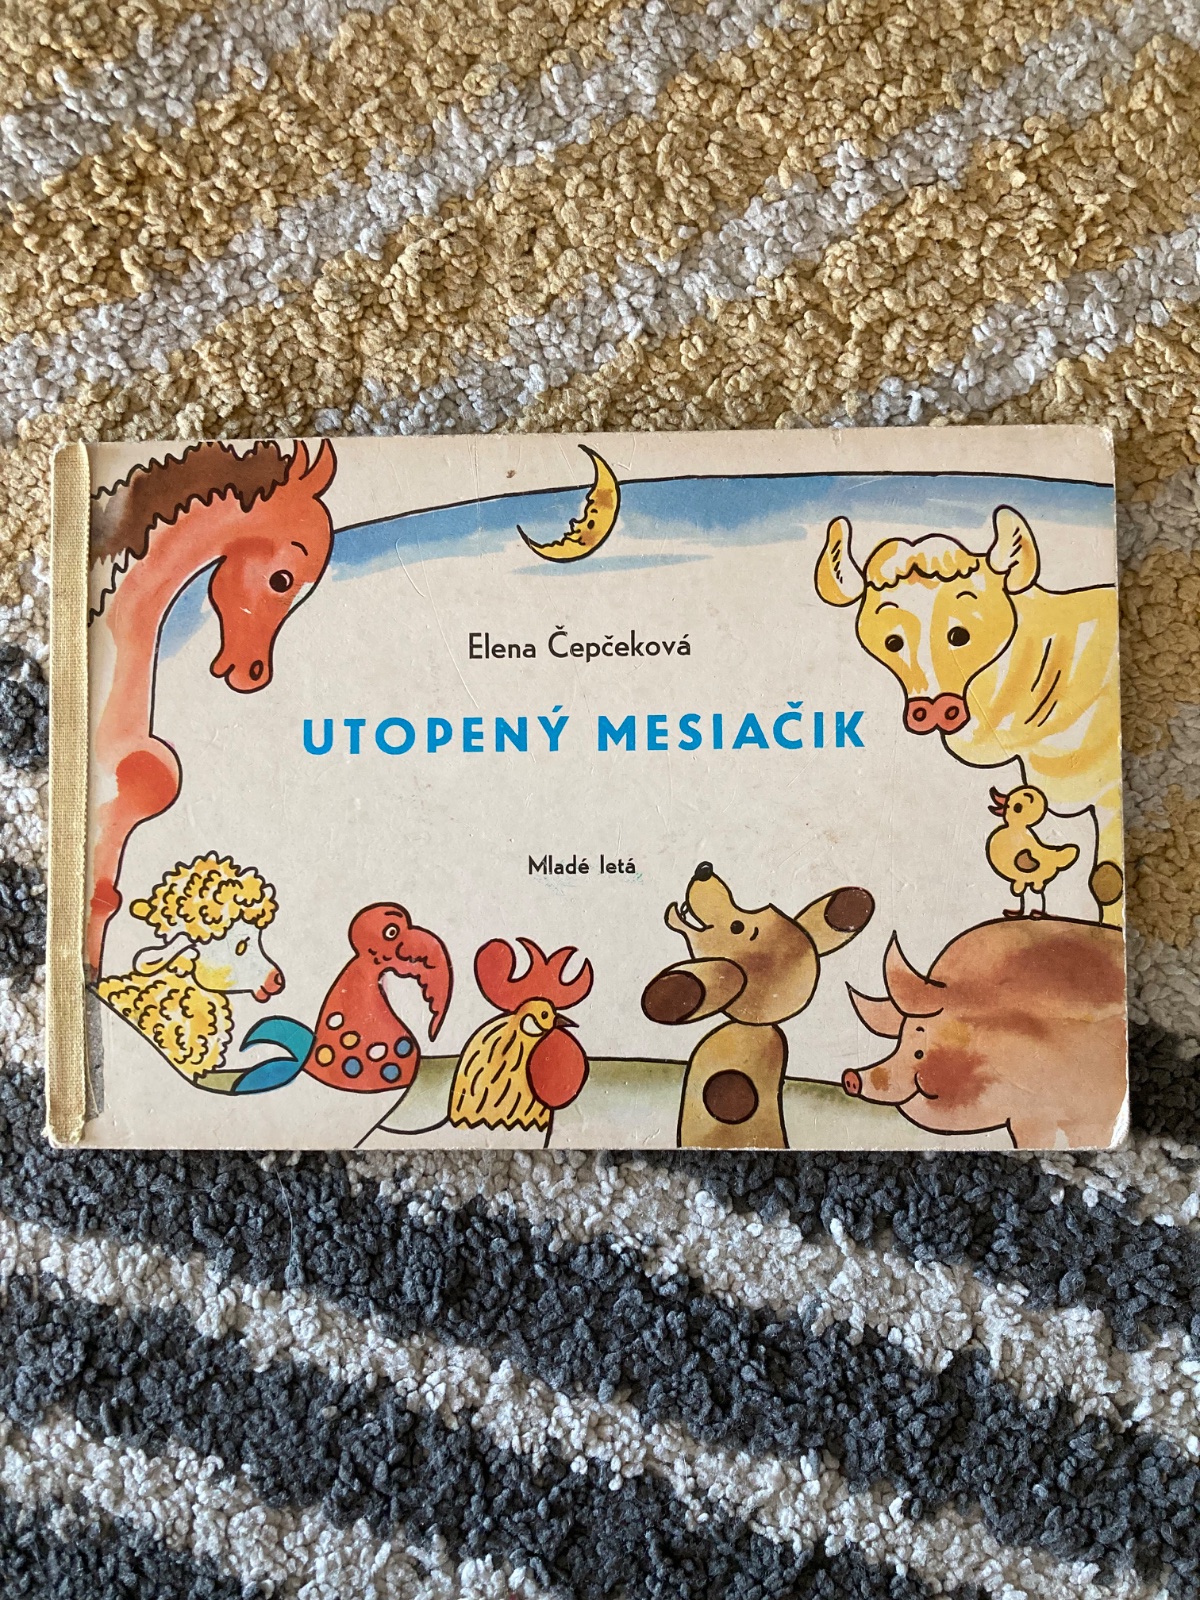 Elena Čepčeková
UTOPENÝ MESIAČIK
Mladé letá